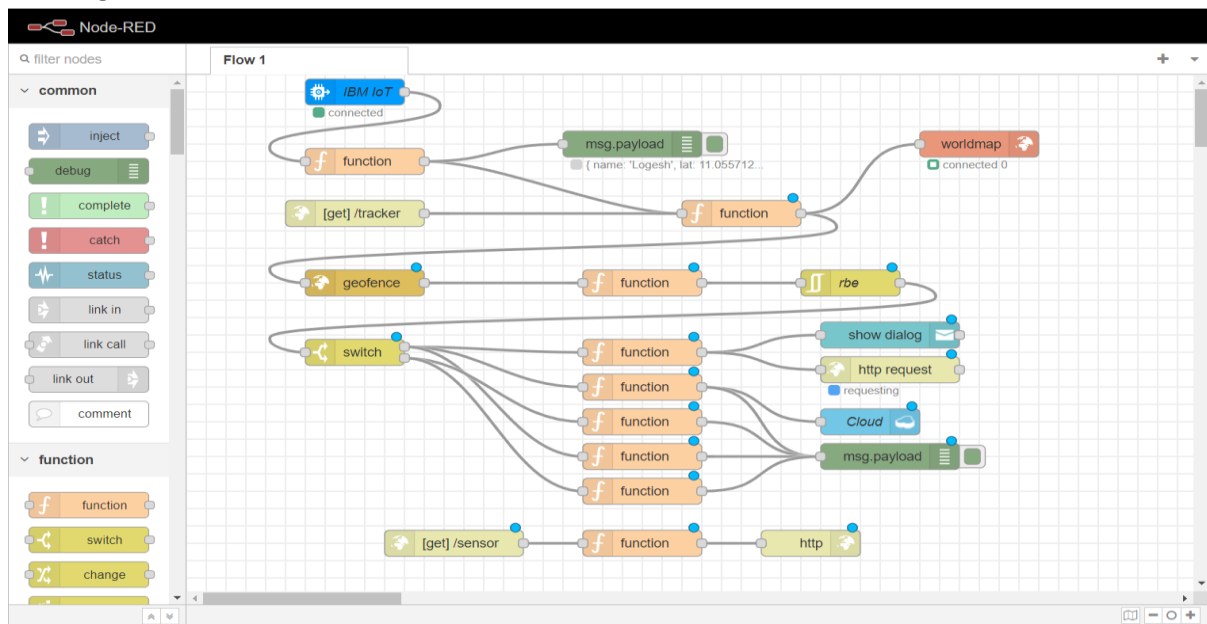 Node-RED
filter nodes
Flow 1
common
inject
debug
complete
catch
status
link in
link call
link out
comment
function
function
switch
change
IBM IoT
connected
function
msg.payload
{ name: 'Logesh', lat: 11.055712...
worldmap
connected 0
[get] /tracker
function
geofence
function
rbe
switch
function
show dialog
http request
requesting
function
function
Cloud
function
msg.payload
function
[get] /sensor
function
http